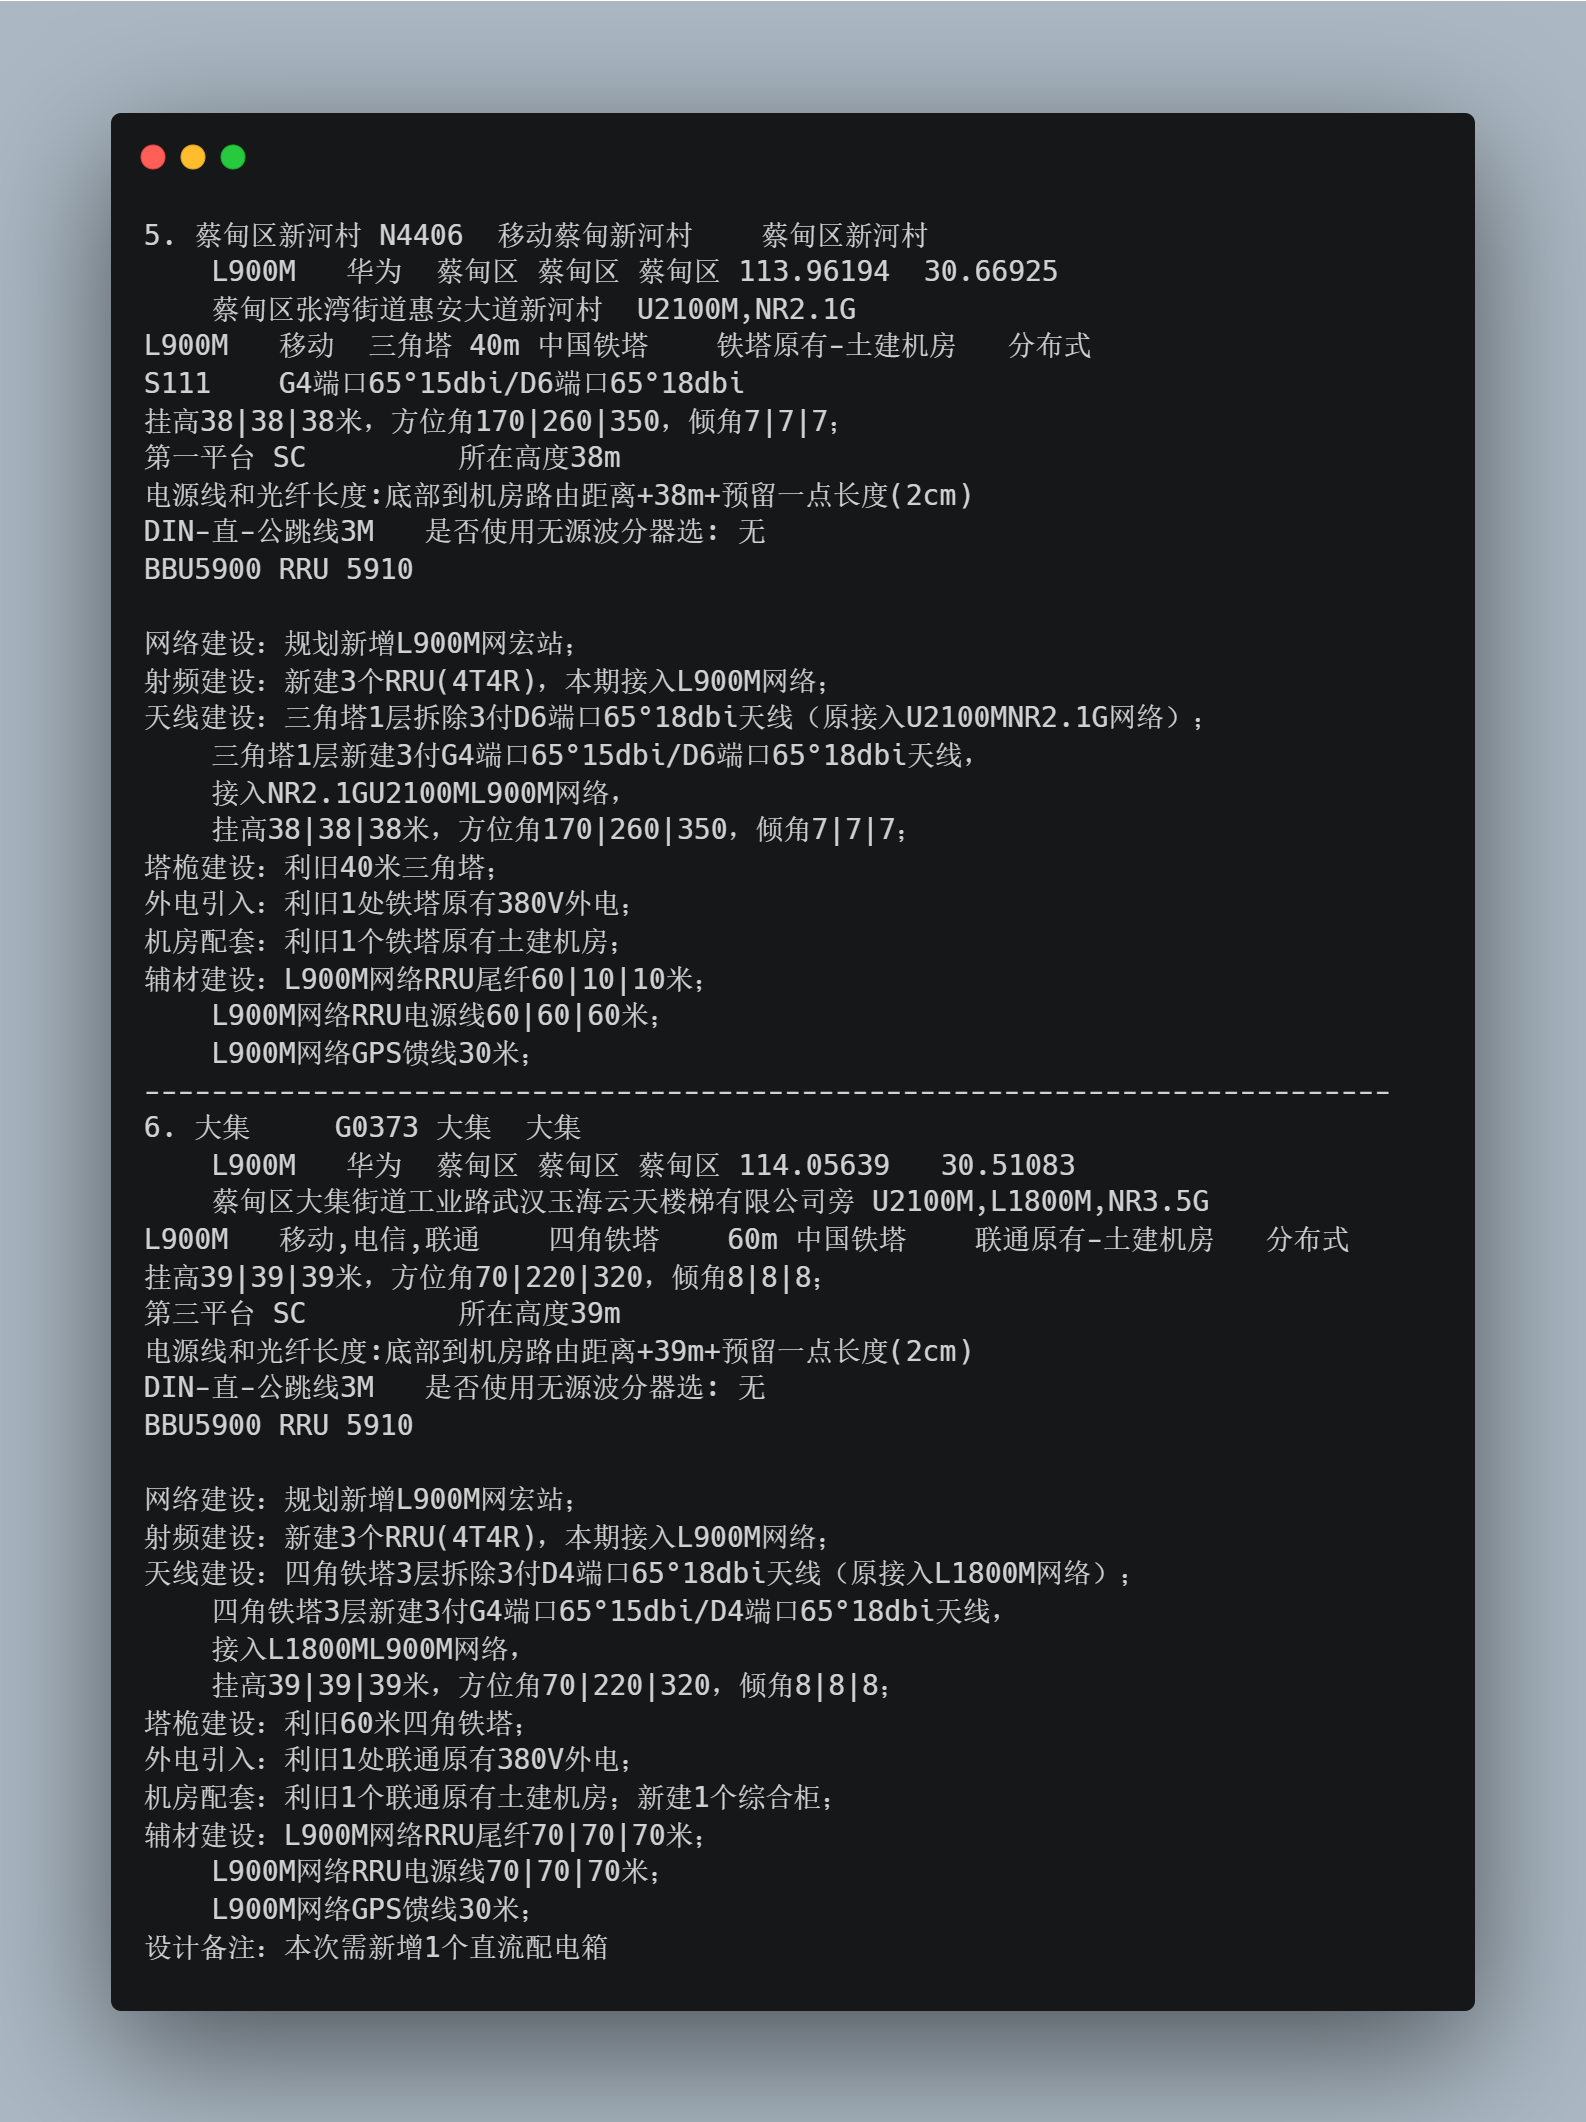 5. 蔡甸区新河村 N4406  移动蔡甸新河村    蔡甸区新河村
    L900M   华为  蔡甸区 蔡甸区 蔡甸区 113.96194  30.66925
    蔡甸区张湾街道惠安大道新河村  U2100M,NR2.1G
L900M   移动  三角塔 40m 中国铁塔    铁塔原有-土建机房   分布式
S111    G4端口65°15dbi/D6端口65°18dbi
挂高38|38|38米，方位角170|260|350，倾角7|7|7；
第一平台 SC         所在高度38m
电源线和光纤长度:底部到机房路由距离+38m+预留一点长度(2cm)
DIN-直-公跳线3M   是否使用无源波分器选: 无
BBU5900 RRU 5910

网络建设：规划新增L900M网宏站；
射频建设：新建3个RRU(4T4R)，本期接入L900M网络；
天线建设：三角塔1层拆除3付D6端口65°18dbi天线（原接入U2100MNR2.1G网络）；
    三角塔1层新建3付G4端口65°15dbi/D6端口65°18dbi天线，
    接入NR2.1GU2100ML900M网络，
    挂高38|38|38米，方位角170|260|350，倾角7|7|7；
塔桅建设：利旧40米三角塔；
外电引入：利旧1处铁塔原有380V外电；
机房配套：利旧1个铁塔原有土建机房；
辅材建设：L900M网络RRU尾纤60|10|10米；
    L900M网络RRU电源线60|60|60米；
    L900M网络GPS馈线30米；
--------------------------------------------------------------------------
6. 大集     G0373 大集  大集
    L900M   华为  蔡甸区 蔡甸区 蔡甸区 114.05639   30.51083
    蔡甸区大集街道工业路武汉玉海云天楼梯有限公司旁 U2100M,L1800M,NR3.5G
L900M   移动,电信,联通    四角铁塔    60m 中国铁塔    联通原有-土建机房   分布式
挂高39|39|39米，方位角70|220|320，倾角8|8|8；
第三平台 SC         所在高度39m
电源线和光纤长度:底部到机房路由距离+39m+预留一点长度(2cm)
DIN-直-公跳线3M   是否使用无源波分器选: 无
BBU5900 RRU 5910

网络建设：规划新增L900M网宏站；
射频建设：新建3个RRU(4T4R)，本期接入L900M网络；
天线建设：四角铁塔3层拆除3付D4端口65°18dbi天线（原接入L1800M网络）；
    四角铁塔3层新建3付G4端口65°15dbi/D4端口65°18dbi天线，
    接入L1800ML900M网络，
    挂高39|39|39米，方位角70|220|320，倾角8|8|8；
塔桅建设：利旧60米四角铁塔；
外电引入：利旧1处联通原有380V外电；
机房配套：利旧1个联通原有土建机房；新建1个综合柜；
辅材建设：L900M网络RRU尾纤70|70|70米；
    L900M网络RRU电源线70|70|70米；
    L900M网络GPS馈线30米；
设计备注：本次需新增1个直流配电箱